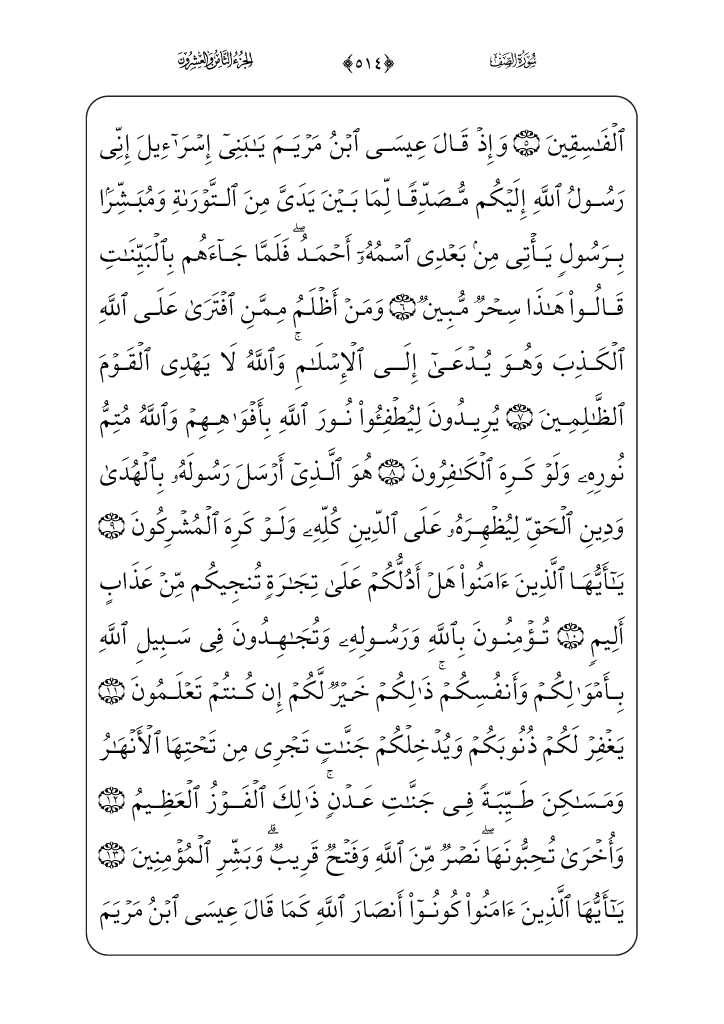 سُورَةُ الصَّفِّ ﴿٥١٤﴾ الجُزْءُ الثَّامِنُ وَالعِشْرُونَ
ٱلْفَٰسِقِينَ ٥ وَإِذْ قَالَ عِيسَى ٱبْنُ مَرْيَمَ يَٰبَنِىٓ إِسْرَٰٓءِيلَ إِنِّى
رَسُولُ ٱللَّهِ إِلَيْكُم مُّصَدِّقًا لِّمَا بَيْنَ يَدَىَّ مِنَ ٱلتَّوْرَىٰةِ وَمُبَشِّرًۢا
بِرَسُولٍ يَأْتِى مِنۢ بَعْدِى ٱسْمُهُۥٓ أَحْمَدُ ۖ فَلَمَّا جَآءَهُم بِٱلْبَيِّنَٰتِ
قَالُوا۟ هَٰذَا سِحْرٌ مُّبِينٌ ٦ وَمَنْ أَظْلَمُ مِمَّنِ ٱفْتَرَىٰ عَلَى ٱللَّهِ
ٱلْكَذِبَ وَهُوَ يُدْعَىٰٓ إِلَى ٱلْإِسْلَٰمِ ۚ وَٱللَّهُ لَا يَهْدِى ٱلْقَوْمَ
ٱلظَّٰلِمِينَ ٧ يُرِيدُونَ لِيُطْفِـُٔوا۟ نُورَ ٱللَّهِ بِأَفْوَٰهِهِمْ وَٱللَّهُ مُتِمُّ
نُورِهِۦ وَلَوْ كَرِهَ ٱلْكَٰفِرُونَ ٨ هُوَ ٱلَّذِىٓ أَرْسَلَ رَسُولَهُۥ بِٱلْهُدَىٰ
وَدِينِ ٱلْحَقِّ لِيُظْهِرَهُۥ عَلَى ٱلدِّينِ كُلِّهِۦ وَلَوْ كَرِهَ ٱلْمُشْرِكُونَ ٩
يَٰٓأَيُّهَا ٱلَّذِينَ ءَامَنُوا۟ هَلْ أَدُلُّكُمْ عَلَىٰ تِجَٰرَةٍ تُنجِيكُم مِّنْ عَذَابٍ
أَلِيمٍ ١٠ تُؤْمِنُونَ بِٱللَّهِ وَرَسُولِهِۦ وَتُجَٰهِدُونَ فِى سَبِيلِ ٱللَّهِ
بِأَمْوَٰلِكُمْ وَأَنفُسِكُمْ ۚ ذَٰلِكُمْ خَيْرٌ لَّكُمْ إِن كُنتُمْ تَعْلَمُونَ ١١
يَغْفِرْ لَكُمْ ذُنُوبَكُمْ وَيُدْخِلْكُمْ جَنَّٰتٍ تَجْرِى مِن تَحْتِهَا ٱلْأَنْهَٰرُ
وَمَسَٰكِنَ طَيِّبَةً فِى جَنَّٰتِ عَدْنٍ ۚ ذَٰلِكَ ٱلْفَوْزُ ٱلْعَظِيمُ ١٢
وَأُخْرَىٰ تُحِبُّونَهَا ۖ نَصْرٌ مِّنَ ٱللَّهِ وَفَتْحٌ قَرِيبٌ ۗ وَبَشِّرِ ٱلْمُؤْمِنِينَ ١٣
يَٰٓأَيُّهَا ٱلَّذِينَ ءَامَنُوا۟ كُونُوٓا۟ أَنصَارَ ٱللَّهِ كَمَا قَالَ عِيسَى ٱبْنُ مَرْيَمَ